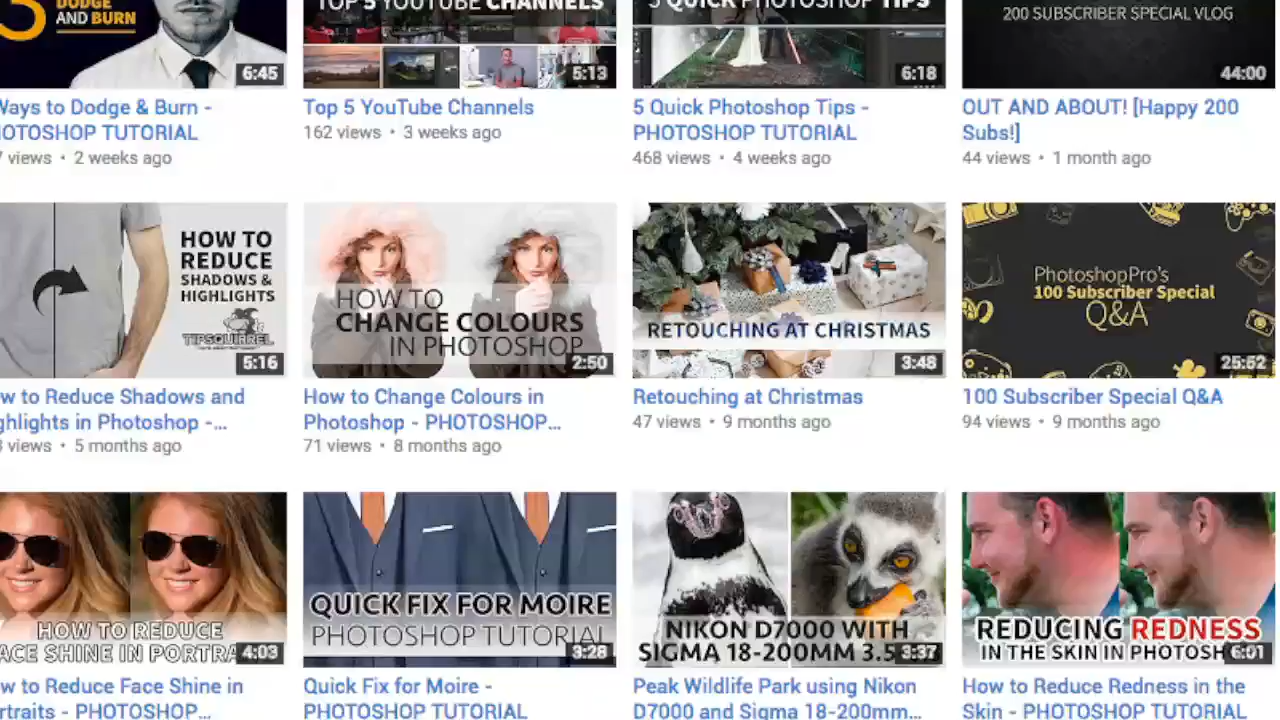 3
DODGE
AND BURN
6:45
TOP 5 YOUTUBE CHANNELS
5:13
5 QUICK PHOTOSHOP TIPS
6:18
200 SUBSCRIBER SPECIAL VLOG
44:00
Ways to Dodge & Burn -
HOTOSHOP TUTORIAL
views • 2 weeks ago
Top 5 YouTube Channels
162 views • 3 weeks ago
5 Quick Photoshop Tips -
PHOTOSHOP TUTORIAL
468 views • 4 weeks ago
OUT AND ABOUT! [Happy 200
Subs!]
44 views • 1 month ago
HOW TO
REDUCE
SHADOWS &
HIGHLIGHTS
TIPSQUIRREL
5:16
HOW TO
CHANGE COLOURS
IN PHOTOSHOP
2:50
RETOUCHING AT CHRISTMAS
3:48
PhotoshopPro's
100 Subscriber Special
Q&A
25:52
w to Reduce Shadows and
ghlights in Photoshop -...
views • 5 months ago
How to Change Colours in
Photoshop - PHOTOSHOP...
71 views • 8 months ago
Retouching at Christmas
47 views • 9 months ago
100 Subscriber Special Q&A
94 views • 9 months ago
HOW TO REDUCE
ACE SHINE IN PORTRA
4:03
QUICK FIX FOR MOIRE
PHOTOSHOP TUTORIAL
3:28
NIKON D7000 WITH
SIGMA 18-200MM 3.5
3:37
REDUCING REDNESS
IN THE SKIN IN PHOTOSH
6:01
w to Reduce Face Shine in
rtraits - PHOTOSHOP...
Quick Fix for Moire -
PHOTOSHOP TUTORIAL
Peak Wildlife Park using Nikon
D7000 and Sigma 18-200mm...
How to Reduce Redness in the
Skin - PHOTOSHOP TUTORIAL